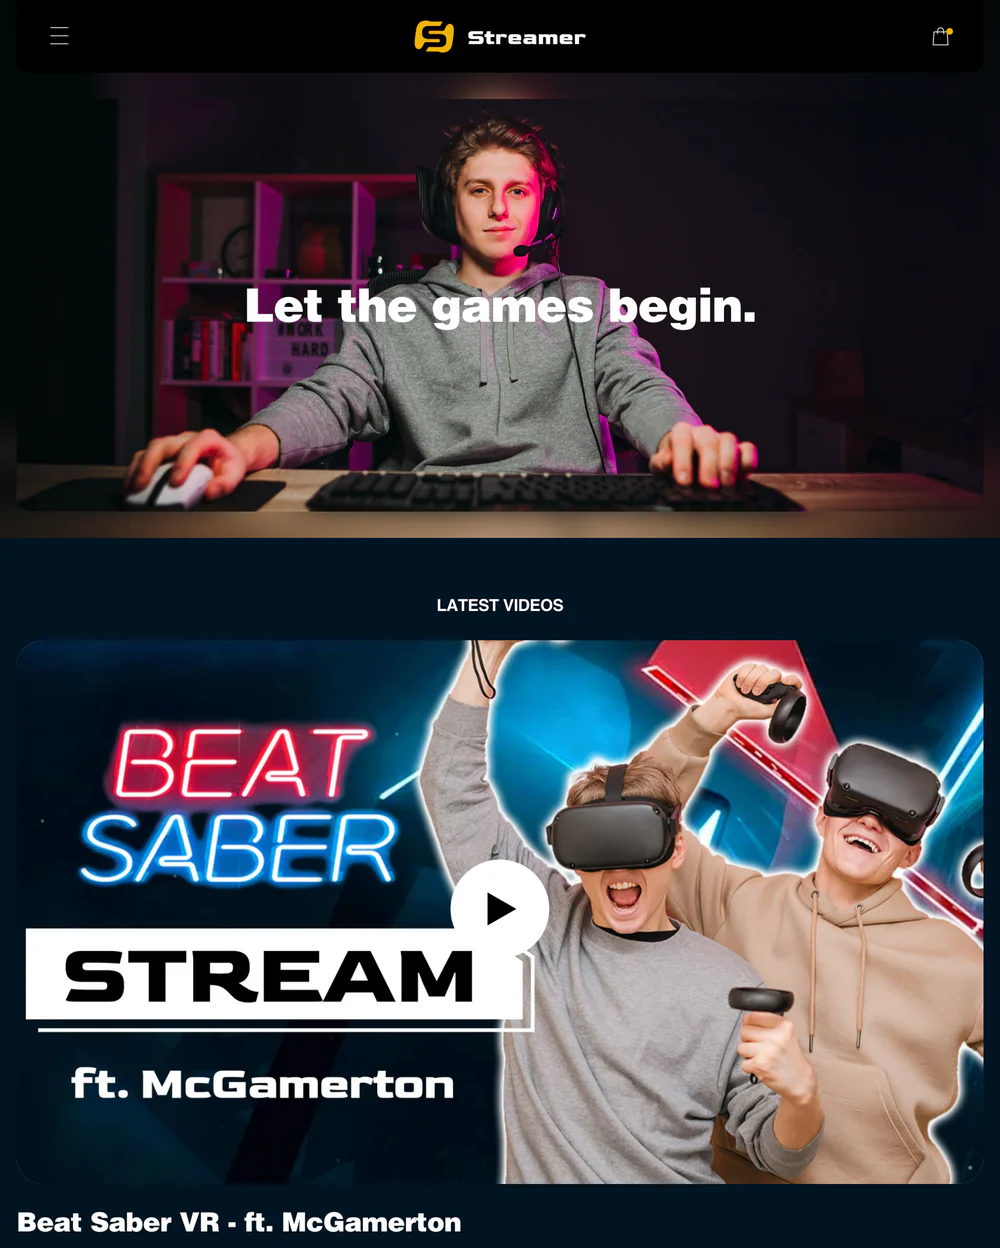 Streamer
Let the games begin.
#WORK
HARD
LATEST VIDEOS
BEAT
SABER
STREAM
ft. McGamerton
Beat Saber VR - ft. McGamerton